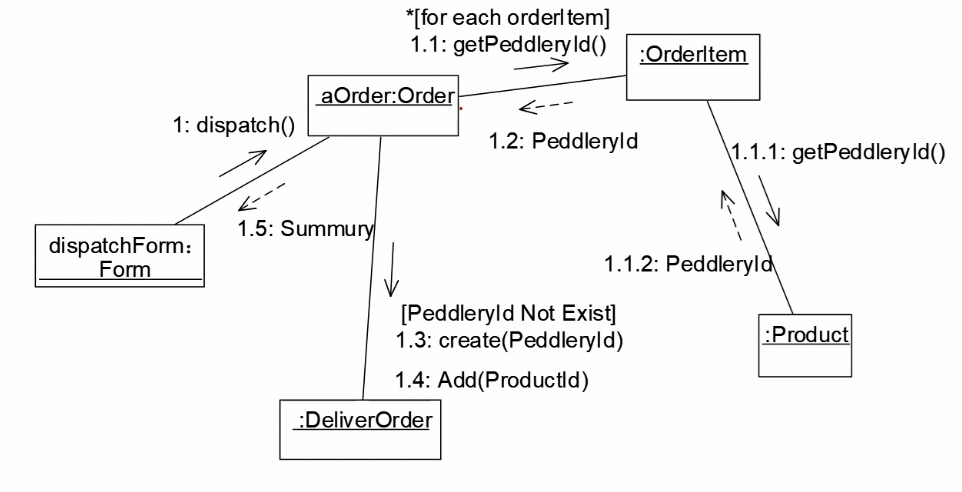 *[for each orderItem]
1.1: getPeddleryId()
:OrderItem
aOrder:Order
1: dispatch()
1.2: PeddleryId
1.1.1: getPeddleryId()
1.5: Summury
dispatchForm:
Form
1.1.2: PeddleryId
[PeddleryId Not Exist]
1.3: create(PeddleryId)
:Product
1.4: Add(ProductId)
:DeliverOrder